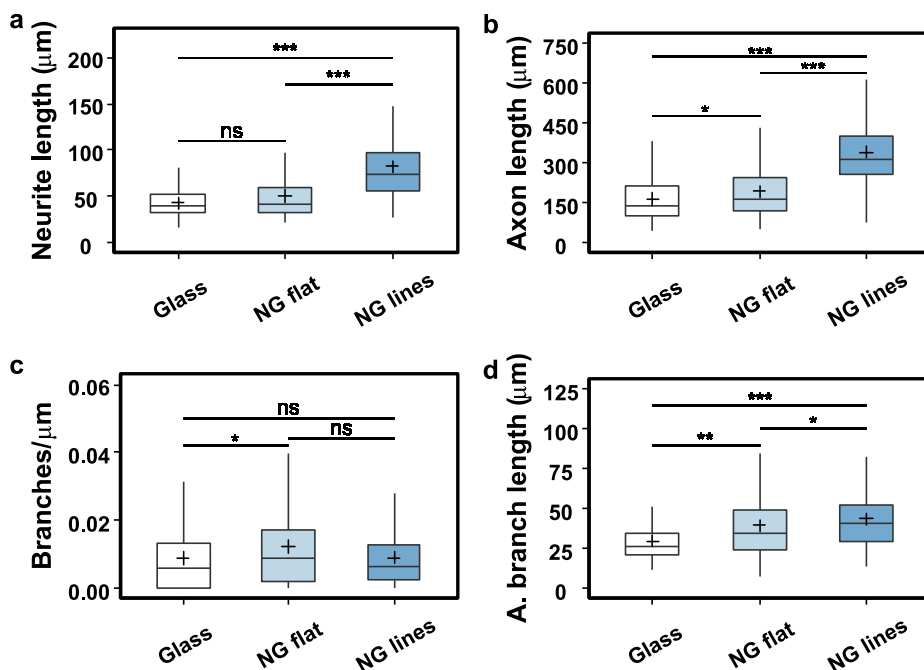 a
Neurite length (μm)
200
150
100
50
0
***
***
ns
Glass
NG flat
NG lines
b
Axon length (μm)
750
600
450
300
150
0
***
***
*
Glass
NG flat
NG lines
c
Branches/μm
0.06
0.04
0.02
0.00
ns
ns
*
Glass
NG flat
NG lines
d
A. branch length (μm)
125
100
75
50
25
0
***
*
**
Glass
NG flat
NG lines